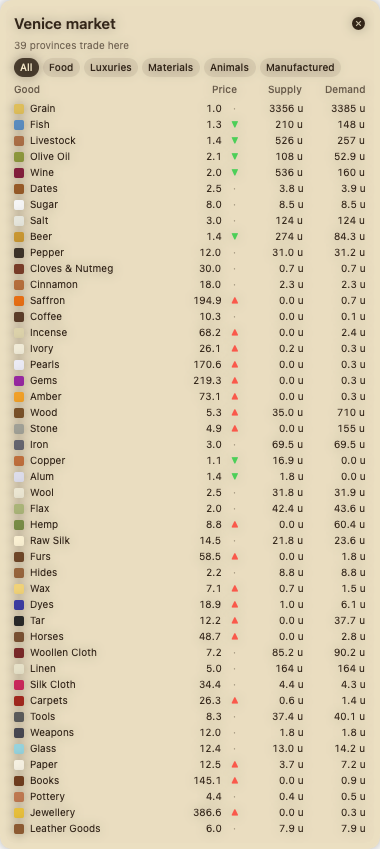 Venice market
39 provinces trade here
All Food Luxuries Materials Animals Manufactured
Good Price Supply Demand
Grain 1.0 · 3356 u 3385 u
Fish 1.3 ▼ 210 u 148 u
Livestock 1.4 ▼ 526 u 257 u
Olive Oil 2.1 ▼ 108 u 52.9 u
Wine 2.0 ▼ 536 u 160 u
Dates 2.5 · 3.8 u 3.9 u
Sugar 8.0 · 8.5 u 8.5 u
Salt 3.0 · 124 u 124 u
Beer 1.4 ▼ 274 u 84.3 u
Pepper 12.0 · 31.0 u 31.2 u
Cloves & Nutmeg 30.0 · 0.7 u 0.7 u
Cinnamon 18.0 · 2.3 u 2.3 u
Saffron 194.9 ▲ 0.0 u 0.7 u
Coffee 10.3 · 0.0 u 0.1 u
Incense 68.2 ▲ 0.0 u 2.4 u
Ivory 26.1 ▲ 0.2 u 0.3 u
Pearls 170.6 ▲ 0.0 u 0.3 u
Gems 219.3 ▲ 0.0 u 0.3 u
Amber 73.1 ▲ 0.0 u 0.3 u
Wood 5.3 ▲ 35.0 u 710 u
Stone 4.9 ▲ 0.0 u 155 u
Iron 3.0 · 69.5 u 69.5 u
Copper 1.1 ▼ 16.9 u 0.0 u
Alum 1.4 ▼ 1.8 u 0.0 u
Wool 2.5 · 31.8 u 31.9 u
Flax 2.0 · 42.4 u 43.6 u
Hemp 8.8 ▲ 0.0 u 60.4 u
Raw Silk 14.5 · 21.8 u 23.6 u
Furs 58.5 ▲ 0.0 u 1.8 u
Hides 2.2 · 8.8 u 8.8 u
Wax 7.1 ▲ 0.7 u 1.5 u
Dyes 18.9 ▲ 1.0 u 6.1 u
Tar 12.2 ▲ 0.0 u 37.7 u
Horses 48.7 ▲ 0.0 u 2.8 u
Woollen Cloth 7.2 · 85.2 u 90.2 u
Linen 5.0 · 164 u 164 u
Silk Cloth 34.4 · 4.4 u 4.3 u
Carpets 26.3 ▲ 0.6 u 1.4 u
Tools 8.3 · 37.4 u 40.1 u
Weapons 12.0 · 1.8 u 1.8 u
Glass 12.4 · 13.0 u 14.2 u
Paper 12.5 ▲ 3.7 u 7.2 u
Books 145.1 ▲ 0.0 u 0.9 u
Pottery 4.4 · 0.4 u 0.5 u
Jewellery 386.6 ▲ 0.0 u 0.3 u
Leather Goods 6.0 · 7.9 u 7.9 u